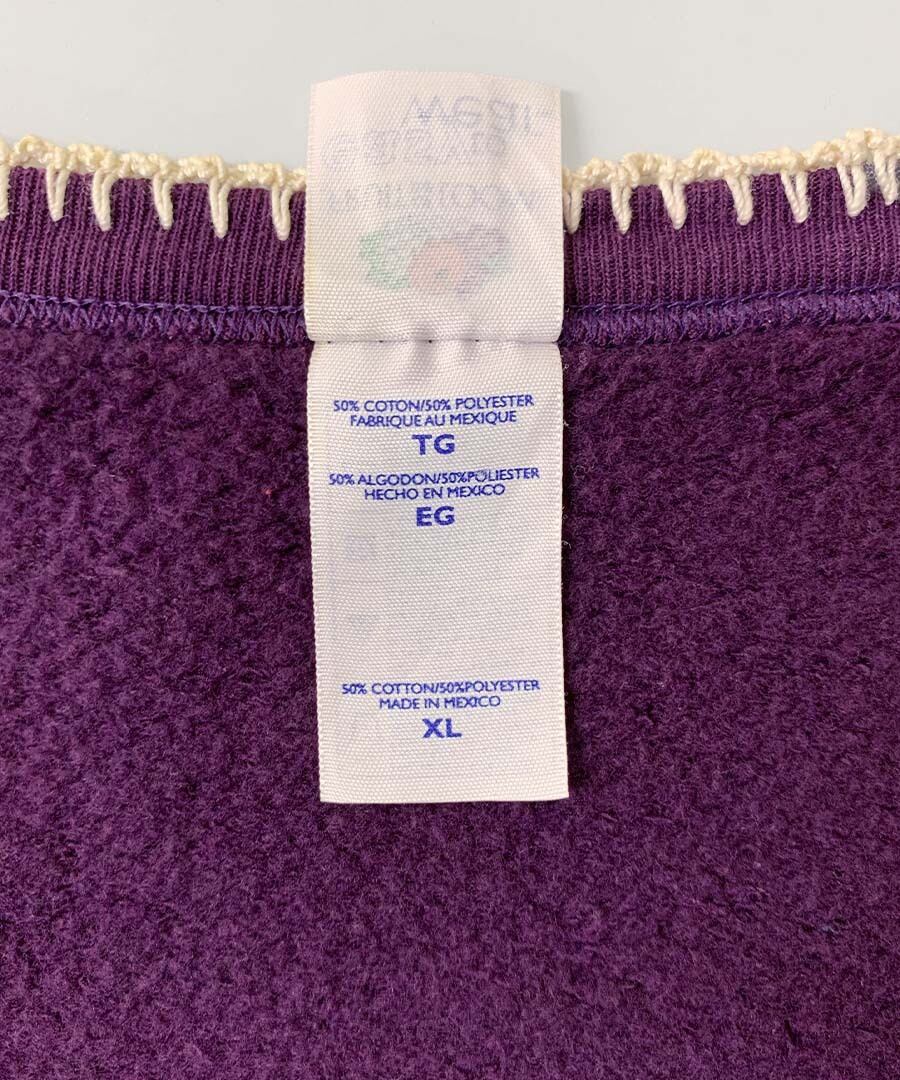 50% COTON/50% POLYESTER
FABRIQUE AU MEXIQUE
TG
50% ALGODON/50%POLIESTER
HECHO EN MEXICO
EG
50% COTTON/50%POLYESTER
MADE IN MEXICO
XL